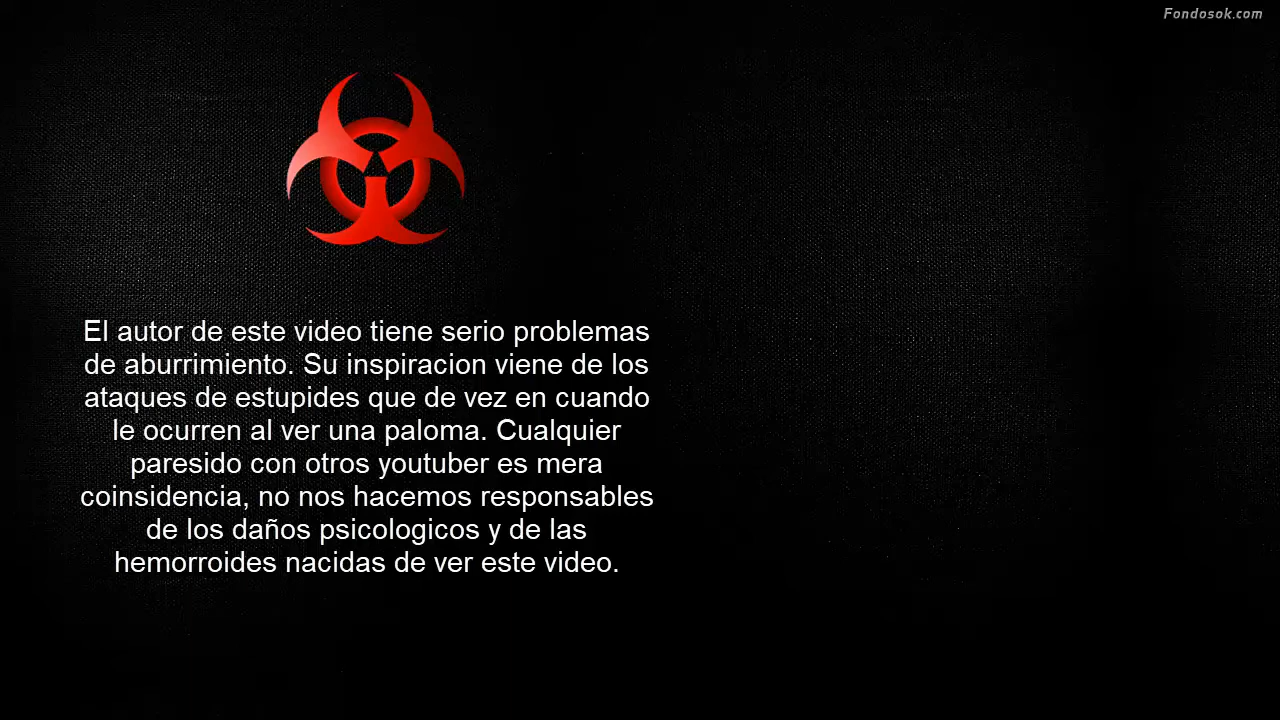 Fondosok.com
El autor de este video tiene serio problemas
de aburrimiento. Su inspiracion viene de los
ataques de estupides que de vez en cuando
le ocurren al ver una paloma. Cualquier
paresido con otros youtuber es mera
coinsidencia, no nos hacemos responsables
de los daños psicologicos y de las
hemorroides nacidas de ver este video.